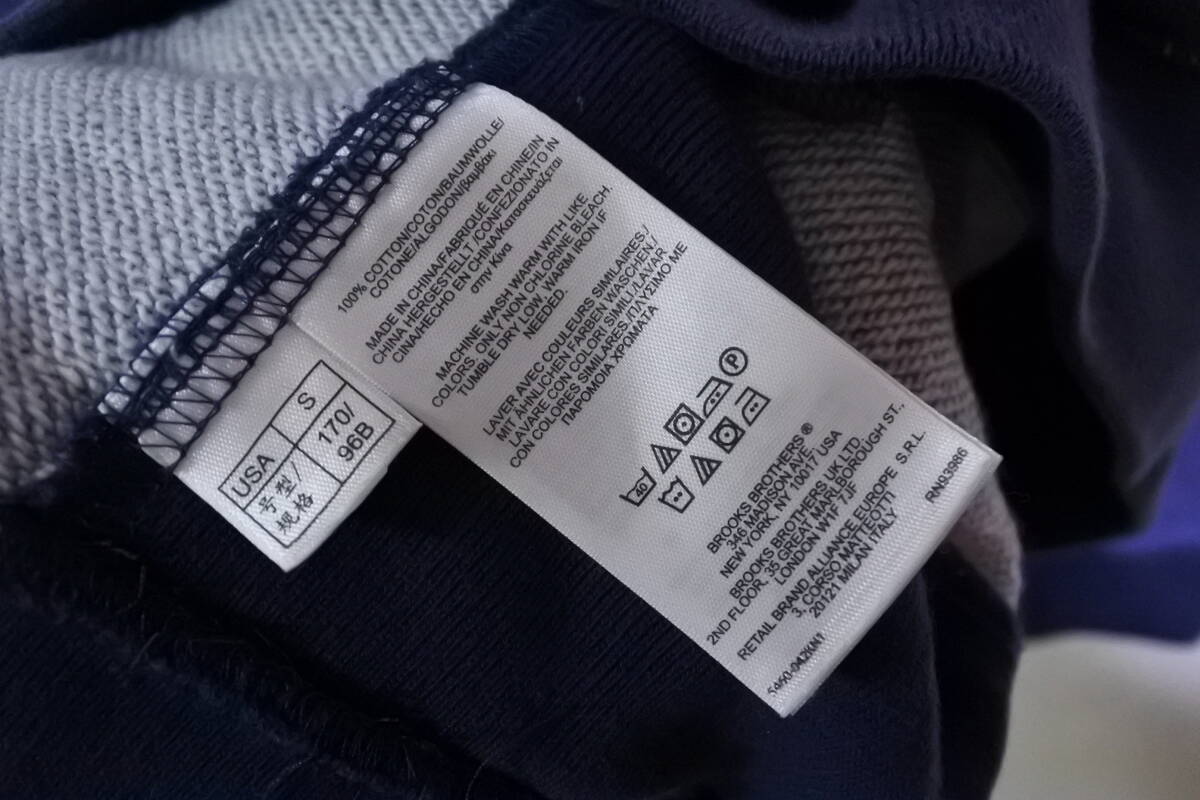 100% COTTON/COTON/BAUMWOLLE/
COTONE/ALGODON/βαμβακι
MADE IN CHINA/FABRIQUÉ EN CHINE/IN
CHINA HERGESTELLT /CONFEZIONATO IN
CINA/HECHO EN CHINA/Κατασκευάζεται
στην Κίνα
MACHINE WASH WARM WITH LIKE
COLORS. ONLY NON CHLORINE BLEACH.
TUMBLE DRY LOW. WARM IRON IF
NEEDED.
LAVER AVEC COULEURS SIMILAIRES./
MIT ÄHNLICHEN FARBEN WASCHEN./
LAVARE CON COLORI SIMILI./LAVAR
CON COLORES SIMILARES./ΠΛΥΣΙΜΟ ΜΕ
ΠΑΡΟΜΟΙΑ ΧΡΩΜΑΤΑ
40
P
BROOKS BROTHERS®
346 MADISON AVE.
NEW YORK, NY 10017 USA
BROOKS BROTHERS UK LTD
2ND FLOOR, 35 GREAT MARLBOROUGH ST.,
LONDON W1F 7JF
RETAIL BRAND ALLIANCE EUROPE S.R.L.
3, CORSO MATTEOTTI
20121 MILAN ITALY
RN93986
USA S
号型/ 170/
规格 96B